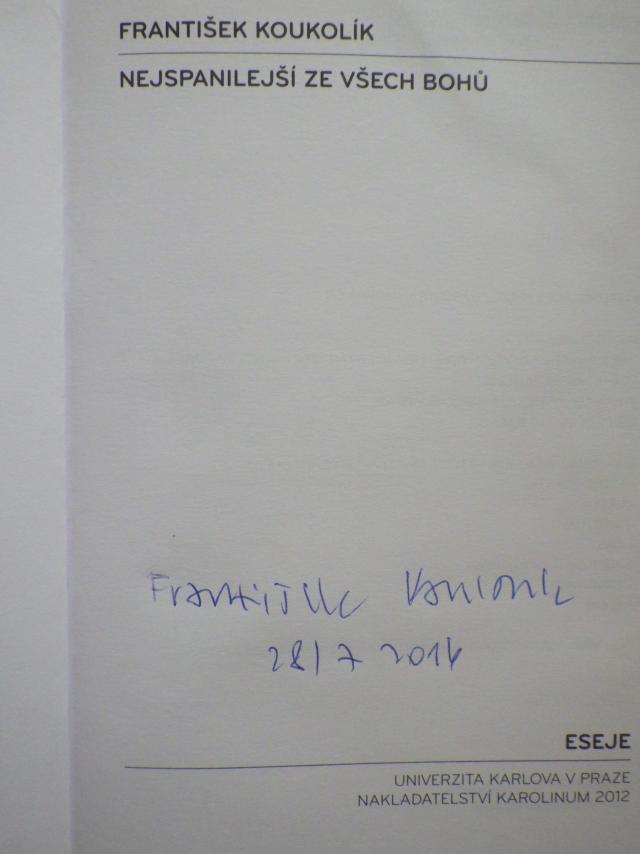 FRANTIŠEK KOUKOLÍK
NEJSPANILEJŠÍ ZE VŠECH BOHŮ
František Koukolík
28/7 2014
ESEJE
UNIVERZITA KARLOVA V PRAZE
NAKLADATELSTVÍ KAROLINUM 2012